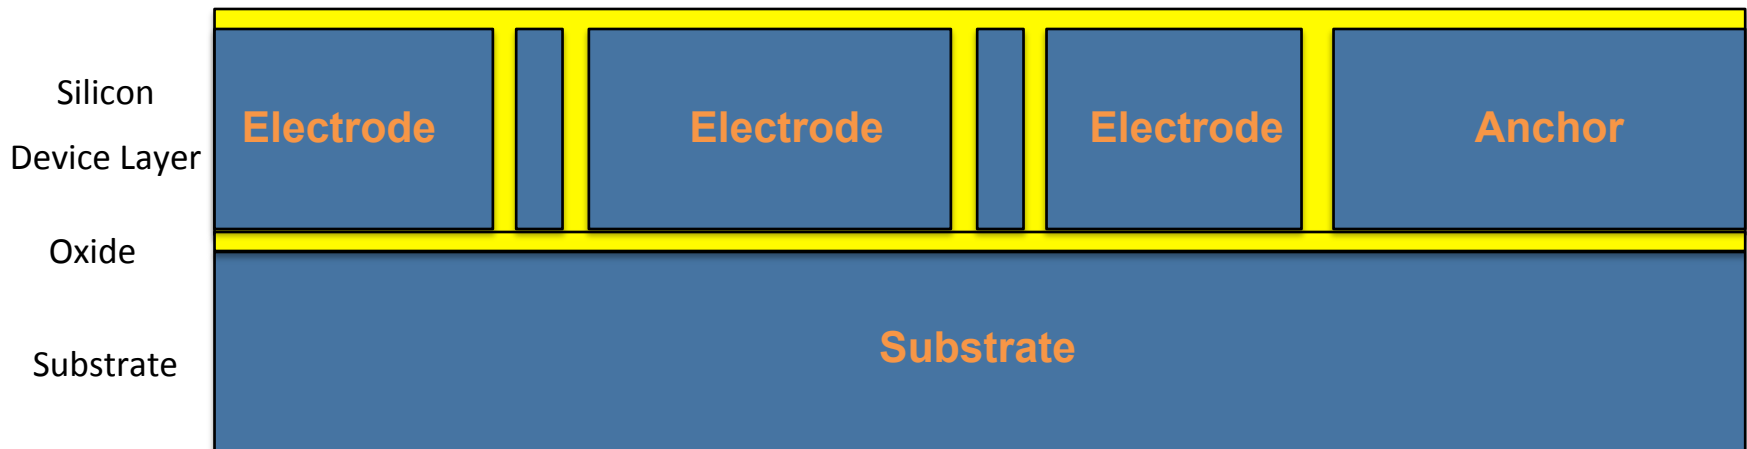 Silicon
Device Layer
Electrode
Electrode
Electrode
Anchor
Oxide
Substrate
Substrate